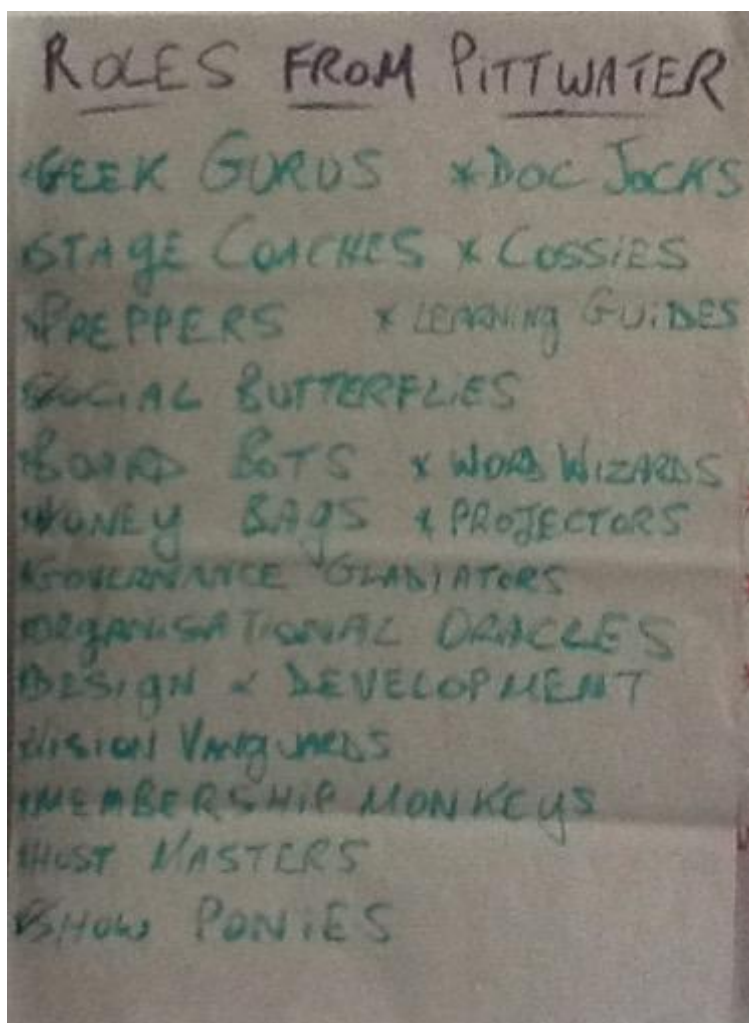 ROLES FROM PITTWATER
*GEEK GURUS *DOC JOCKS
*STAGE COACHES * COSSIES
*PREPPERS * LEARNING GUIDES
*SOCIAL BUTTERFLIES
*BOARD BOTS * WORD WIZARDS
*MONEY BAGS * PROJECTORS
*GOVERNANCE GLADIATORS
*ORGANISATIONAL ORACLES
*DESIGN & DEVELOPMENT
*VISION VANGUARDS
*MEMBERSHIP MONKEYS
*HOST MASTERS
*SHOW PONIES